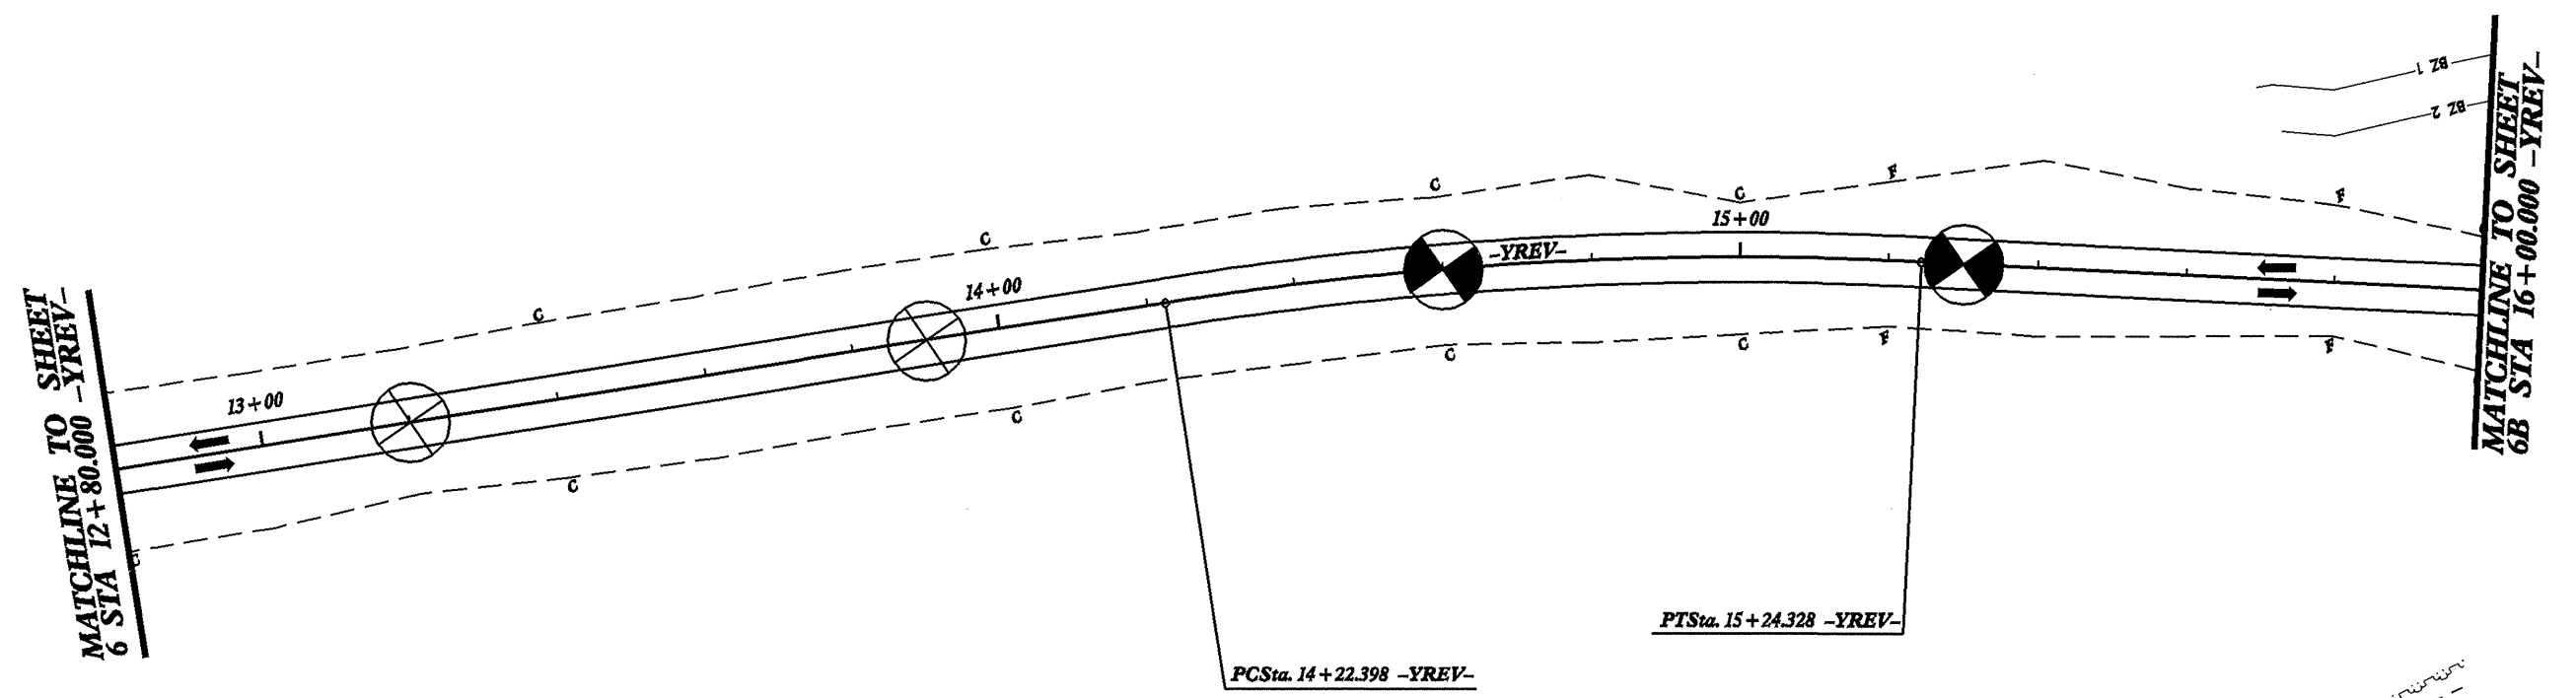 MATCHLINE TO SHEET
6 STA 12+80.000 -YREV-
13+00
14+00
15+00
-YREV-
C
C
C
C
F
F
C
C
C
C
C
F
F
C
BZ 1
BZ 2
PCSta. 14+22.398 -YREV-
PTSta. 15+24.328 -YREV-
MATCHLINE TO SHEET
6B STA 16+00.000 -YREV-